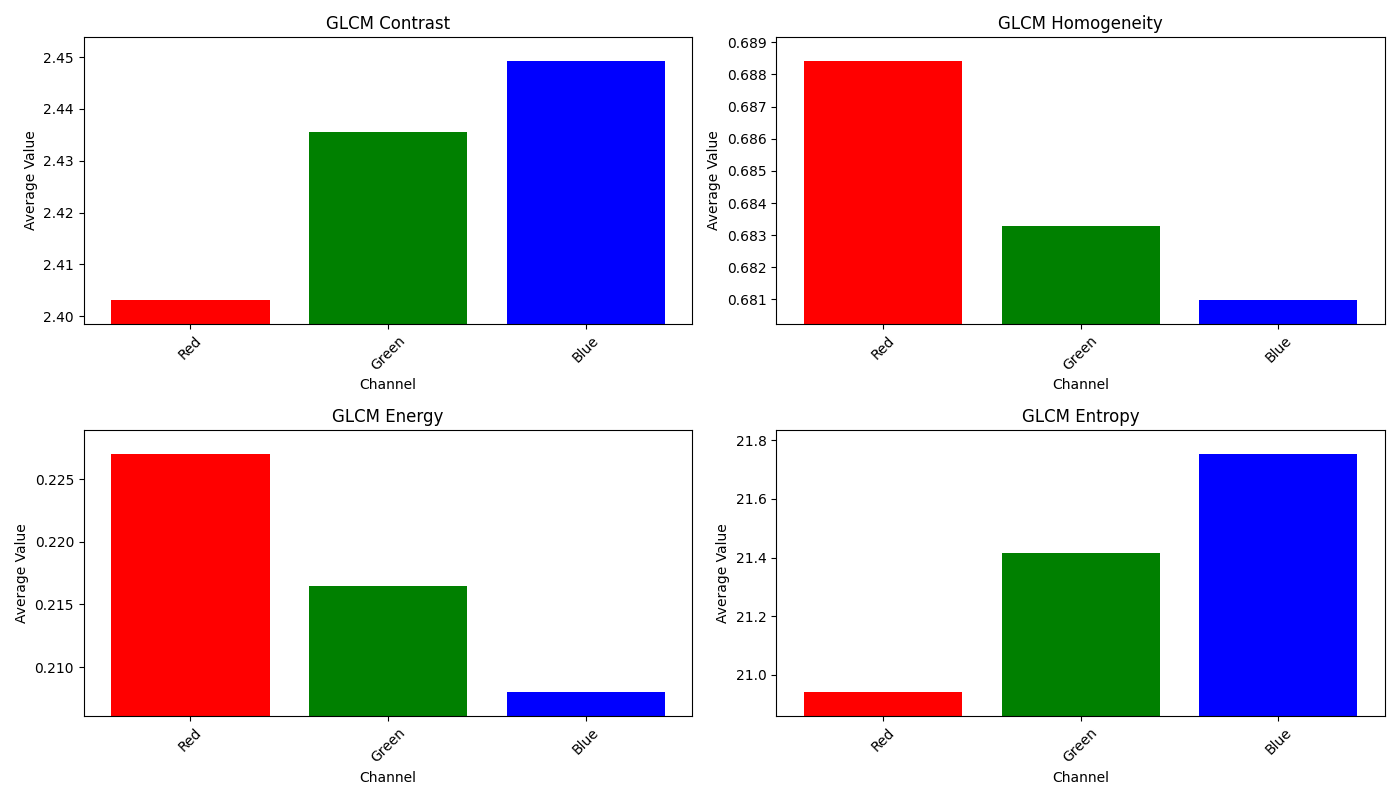 GLCM Contrast
Average Value
2.45
2.44
2.43
2.42
2.41
2.40
Red
Green
Blue
Channel
GLCM Homogeneity
Average Value
0.689
0.688
0.687
0.686
0.685
0.684
0.683
0.682
0.681
Red
Green
Blue
Channel
GLCM Energy
Average Value
0.225
0.220
0.215
0.210
Red
Green
Blue
Channel
GLCM Entropy
Average Value
21.8
21.6
21.4
21.2
21.0
Red
Green
Blue
Channel